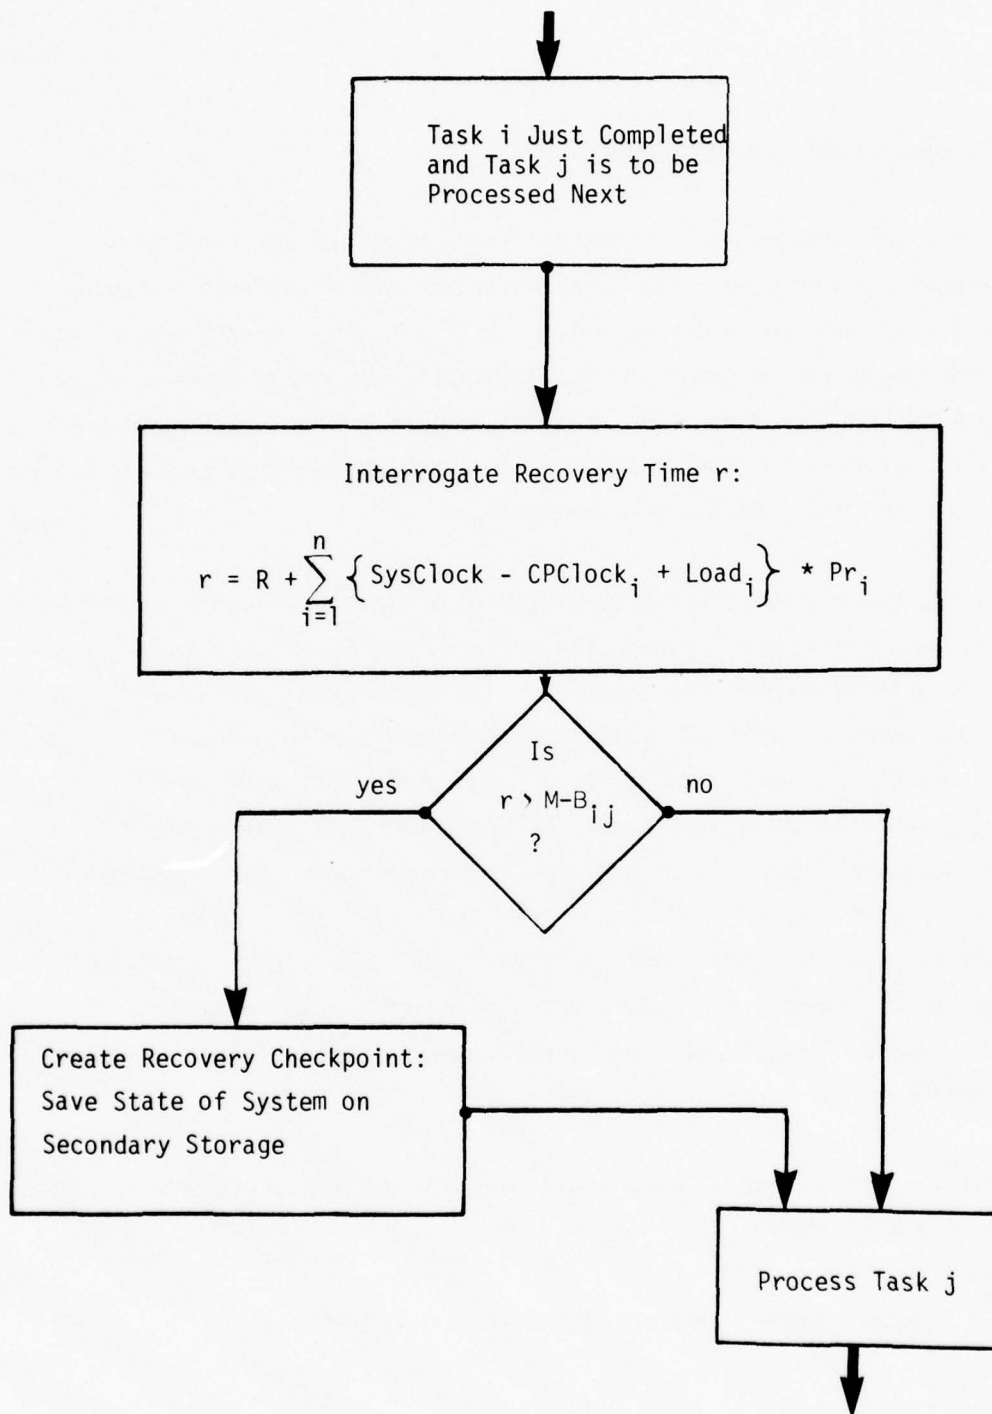 Task i Just Completed
and Task j is to be
Processed Next
Interrogate Recovery Time r:
n
r = R + ∑ { SysClock - CPClock_i + Load_i } * Pr_i
i=1
Is
yes
no
r > M-B_ij
?
Create Recovery Checkpoint:
Save State of System on
Secondary Storage
Process Task j